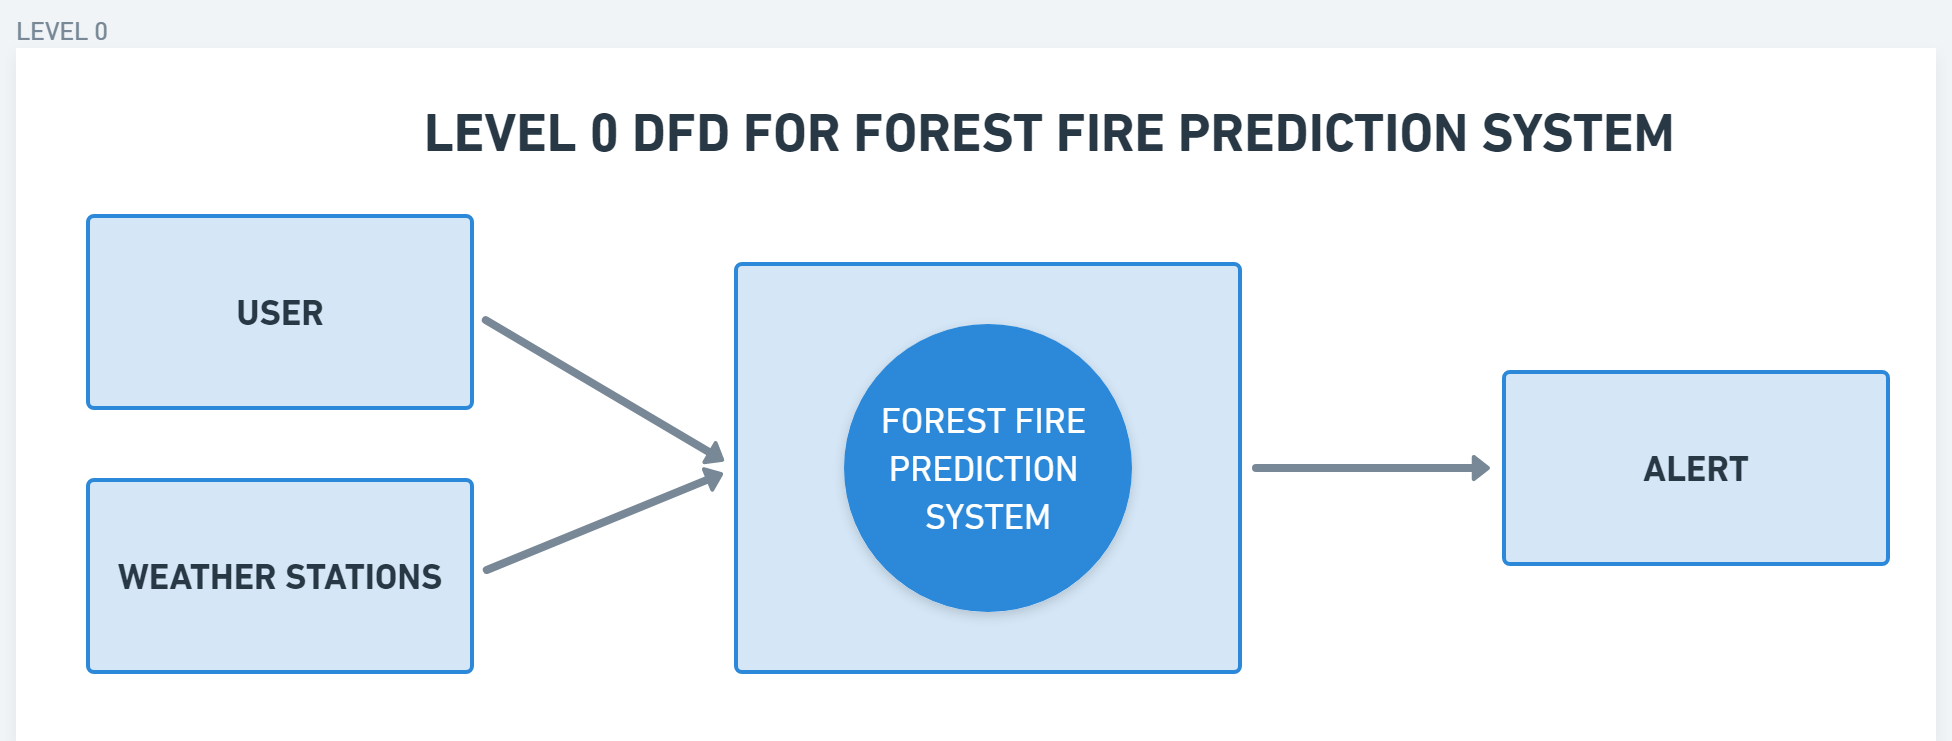 LEVEL 0
LEVEL 0 DFD FOR FOREST FIRE PREDICTION SYSTEM
USER
WEATHER STATIONS
FOREST FIRE
PREDICTION
SYSTEM
ALERT